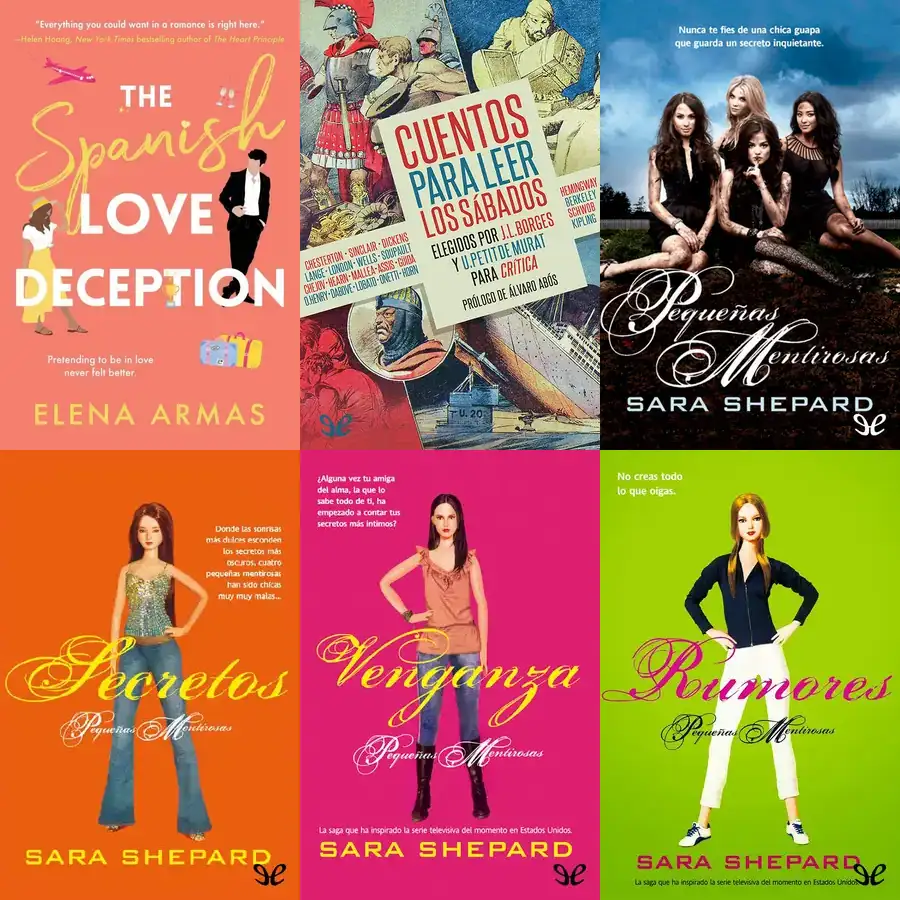 "Everything you could want in a romance is right here."
—Helen Hoang, New York Times bestselling author of The Heart Principle
THE
Spanish
LOVE
DECEPTION
Pretending to be in love
never felt better.
ELENA ARMAS
CUENTOS
PARA LEER
LOS SÁBADOS
ELEGIDOS POR J.L. BORGES
Y U. PETIT DE MURAT
PARA CRÍTICA
PRÓLOGO DE ÁLVARO ABÓS
HEMINGWAY
BERKELEY
SCHWOB
KIPLING
CHESTERTON · SINCLAIR · DICKENS
LANGE · LONDON · WELLS · SOUPAULT
CHEJOV · HEARN · MALLEA · ASSIS · GUIDA
O.HENRY · DABOVE · LOBATO · ONETTI · HORN
U. 20
Nunca te fíes de una chica guapa
que guarda un secreto inquietante.
Pequeñas
Mentirosas
SARA SHEPARD
Donde las sonrisas
más dulces esconden
los secretos más
oscuros, cuatro
pequeñas mentirosas
han sido chicas
muy muy malas...
Secretos
Pequeñas Mentirosas
SARA SHEPARD
¿Alguna vez tu amiga
del alma, la que lo
sabe todo de ti, ha
empezado a contar tus
secretos más íntimos?
Venganza
Pequeñas Mentirosas
La saga que ha inspirado la serie televisiva del momento en Estados Unidos.
SARA SHEPARD
No creas todo
lo que oigas.
Rumores
Pequeñas Mentirosas
SARA SHEPARD
La saga que ha inspirado la serie televisiva del momento en Estados Unidos.